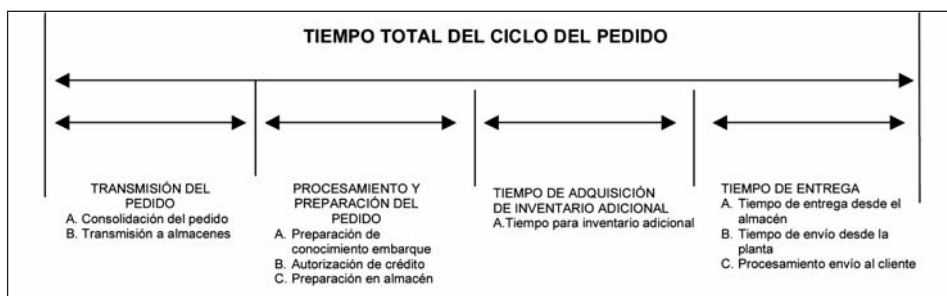 TIEMPO TOTAL DEL CICLO DEL PEDIDO
TRANSMISIÓN DEL
PEDIDO
A. Consolidación del pedido
B. Transmisión a almacenes
PROCESAMIENTO Y
PREPARACIÓN DEL
PEDIDO
A. Preparación de
conocimiento embarque
B. Autorización de crédito
C. Preparación en almacén
TIEMPO DE ADQUISICIÓN
DE INVENTARIO ADICIONAL
A.Tiempo para inventario adicional
TIEMPO DE ENTREGA
A. Tiempo de entrega desde el
almacén
B. Tiempo de envío desde la
planta
C. Procesamiento envío al cliente